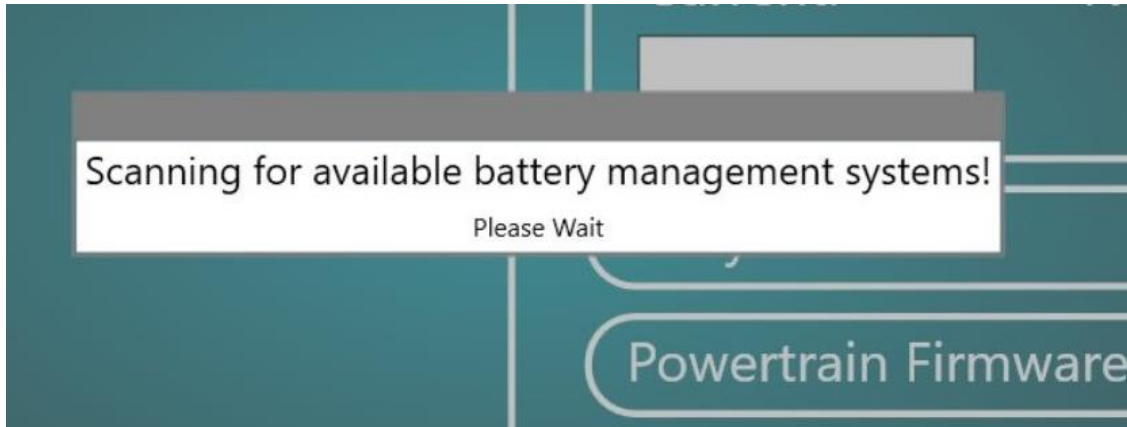 Scanning for available battery management systems!
Please Wait
Powertrain Firmware